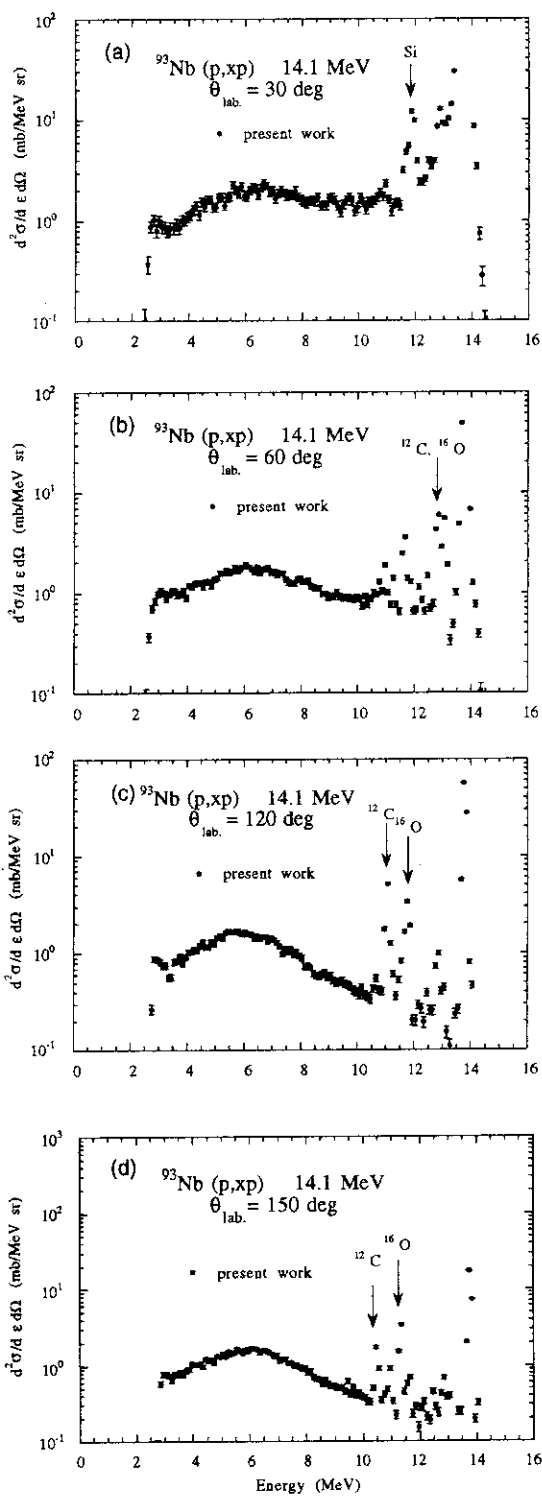 (a) ⁹³Nb (p,xp) 14.1 MeV
θlab. = 30 deg
Si
present work
d²σ/d ε dΩ (mb/MeV sr)
10²
10¹
10⁰
10⁻¹
0 2 4 6 8 10 12 14 16
(b) ⁹³Nb (p,xp) 14.1 MeV
θlab. = 60 deg
¹²C, ¹⁶O
present work
d²σ/d ε dΩ (mb/MeV sr)
10²
10¹
10⁰
10⁻¹
0 2 4 6 8 10 12 14 16
(c) ⁹³Nb (p,xp) 14.1 MeV
θlab. = 120 deg
¹²C ¹⁶O
present work
d²σ/d ε dΩ (mb/MeV sr)
10²
10¹
10⁰
10⁻¹
0 2 4 6 8 10 12 14 16
(d) ⁹³Nb (p,xp) 14.1 MeV
θlab. = 150 deg
¹²C ¹⁶O
present work
d²σ/d ε dΩ (mb/MeV sr)
10³
10²
10¹
10⁰
10⁻¹
0 2 4 6 8 10 12 14 16
Energy (MeV)